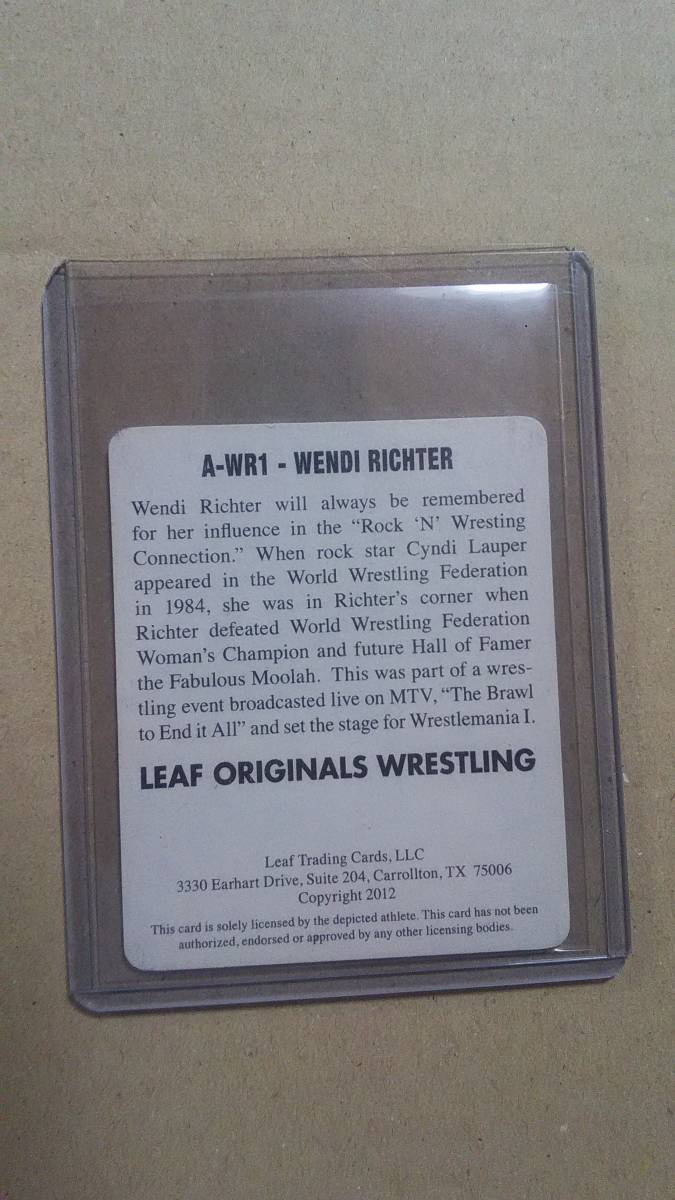 A-WR1 - WENDI RICHTER
Wendi Richter will always be remembered
for her influence in the “Rock ‘N’ Wresting
Connection.” When rock star Cyndi Lauper
appeared in the World Wrestling Federation
in 1984, she was in Richter’s corner when
Richter defeated World Wrestling Federation
Woman’s Champion and future Hall of Famer
the Fabulous Moolah. This was part of a wres-
tling event broadcasted live on MTV, “The Brawl
to End it All” and set the stage for Wrestlemania I.
LEAF ORIGINALS WRESTLING
Leaf Trading Cards, LLC
3330 Earhart Drive, Suite 204, Carrollton, TX 75006
Copyright 2012
This card is solely licensed by the depicted athlete. This card has not been
authorized, endorsed or approved by any other licensing bodies.